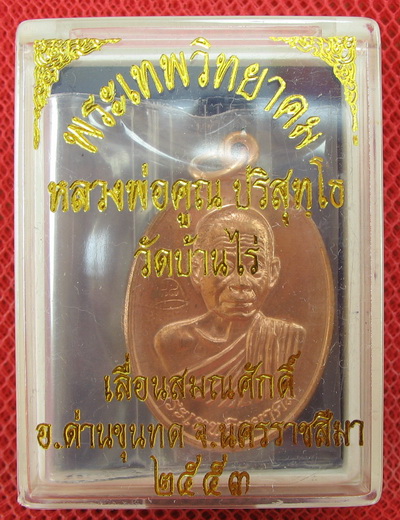 พระเทพวิทยาคม
หลวงพ่อคูณ ปริสุทฺโธ
วัดบ้านไร่
เลื่อนสมณศักดิ์
อ.ด่านขุนทด จ.นครราชสีมา
๒๕๕๓